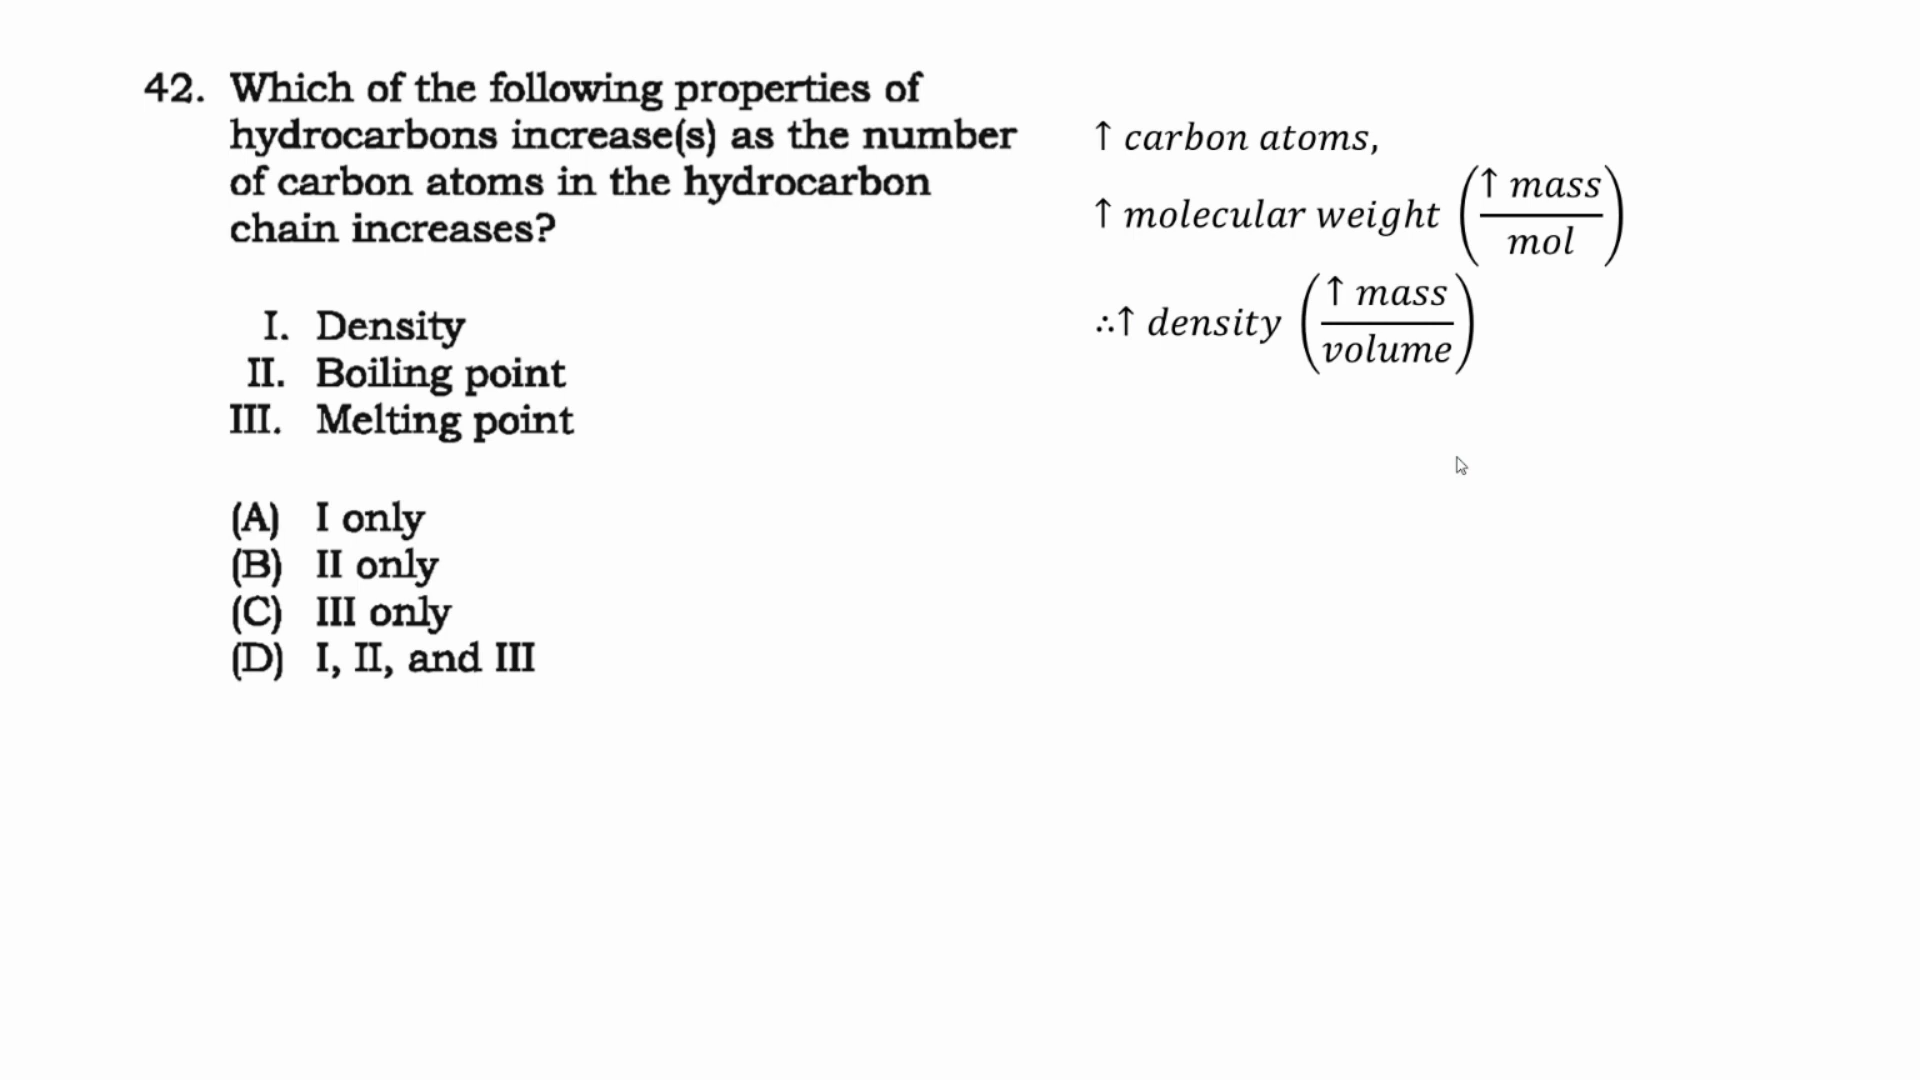 42. Which of the following properties of
hydrocarbons increase(s) as the number
of carbon atoms in the hydrocarbon
chain increases?
I. Density
II. Boiling point
III. Melting point
(A) I only
(B) II only
(C) III only
(D) I, II, and III
↑ carbon atoms,
↑ molecular weight (↑ mass / mol)
∴↑ density (↑ mass / volume)